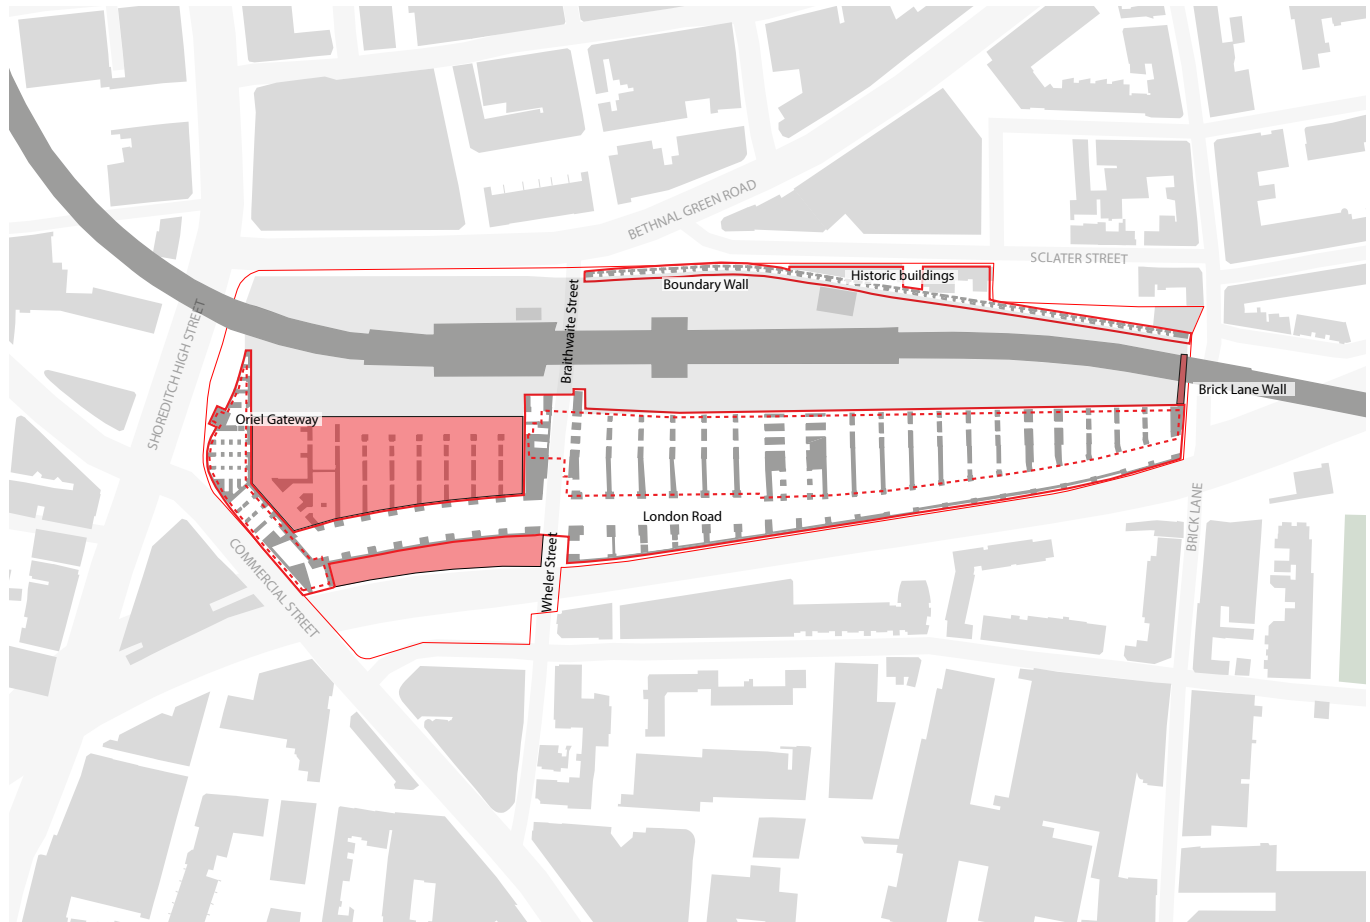 BETHNAL GREEN ROAD
SCLATER STREET
Historic buildings
Boundary Wall
Braithwaite Street
SHOREDITCH HIGH STREET
Brick Lane Wall
Oriel Gateway
London Road
BRICK LANE
Wheler Street
COMMERCIAL STREET